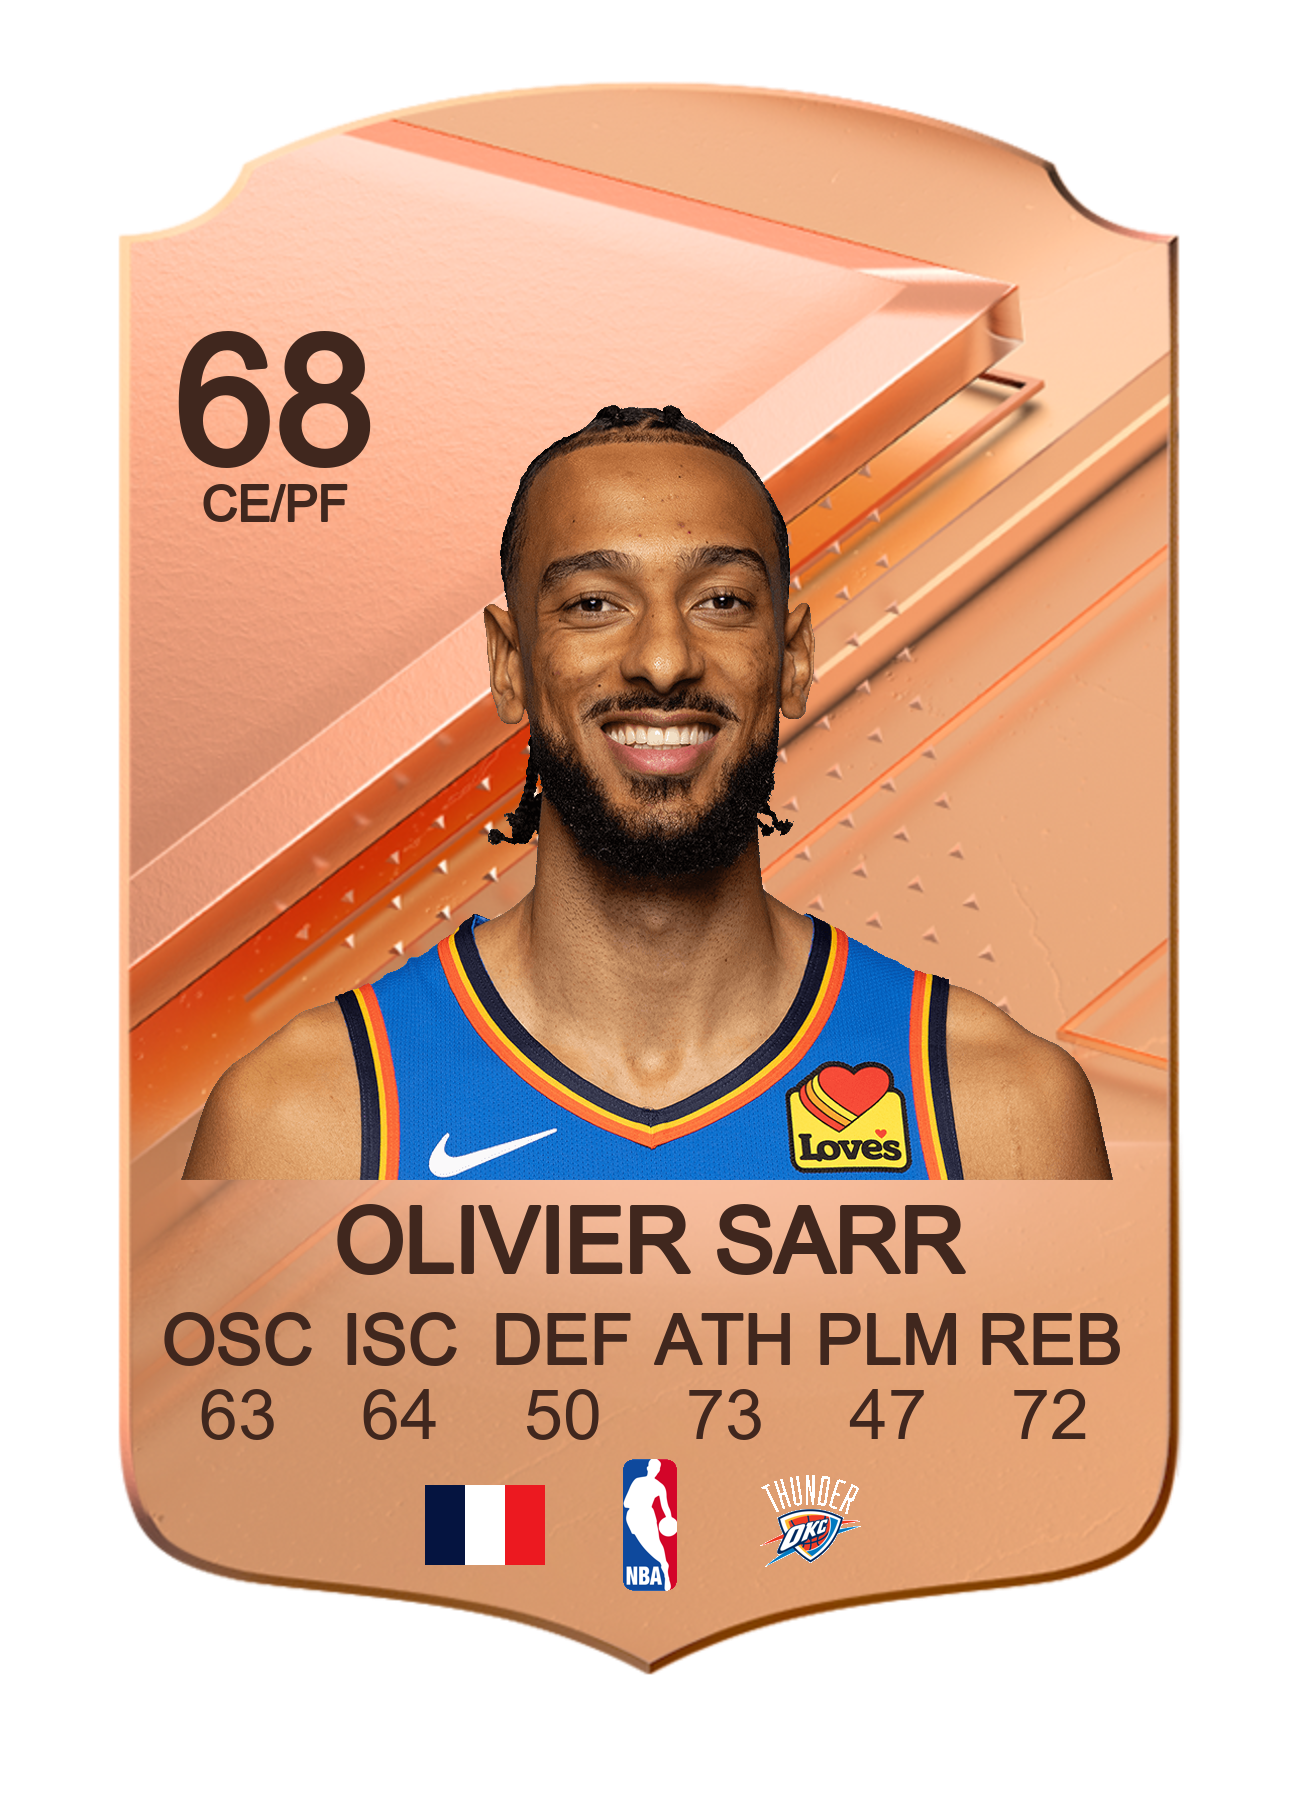 68
CE/PF
Love's
OLIVIER SARR
OSC ISC DEF ATH PLM REB
63 64 50 73 47 72
NBA
THUNDER
OKC